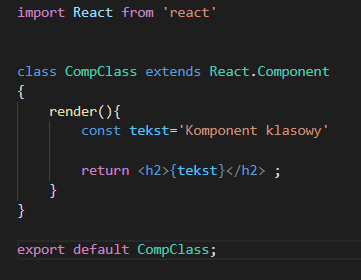 import React from 'react'
class CompClass extends React.Component
{
render(){
const tekst='Komponent klasowy'
return <h2>{tekst}</h2> ;
}
}
export default CompClass;